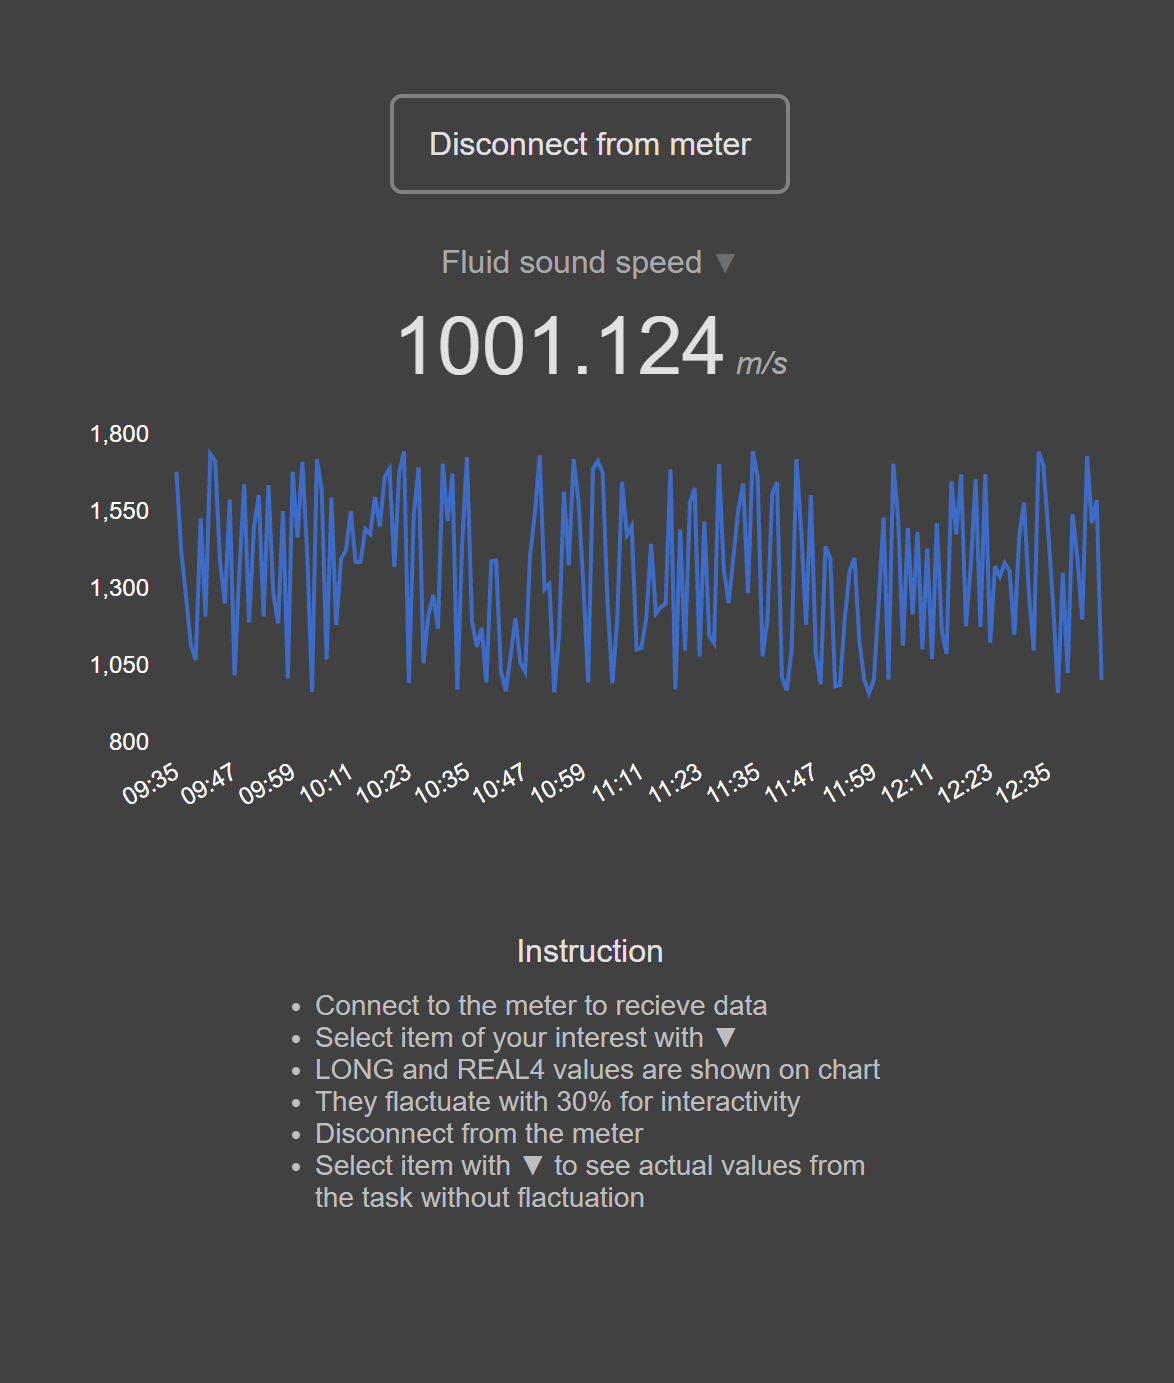 Disconnect from meter
Fluid sound speed ▼
1001.124 m/s
1,800
1,550
1,300
1,050
800
09:35 09:47 09:59 10:11 10:23 10:35 10:47 10:59 11:11 11:23 11:35 11:47 11:59 12:11 12:23 12:35
Instruction
• Connect to the meter to recieve data
• Select item of your interest with ▼
• LONG and REAL4 values are shown on chart
• They flactuate with 30% for interactivity
• Disconnect from the meter
• Select item with ▼ to see actual values from
the task without flactuation